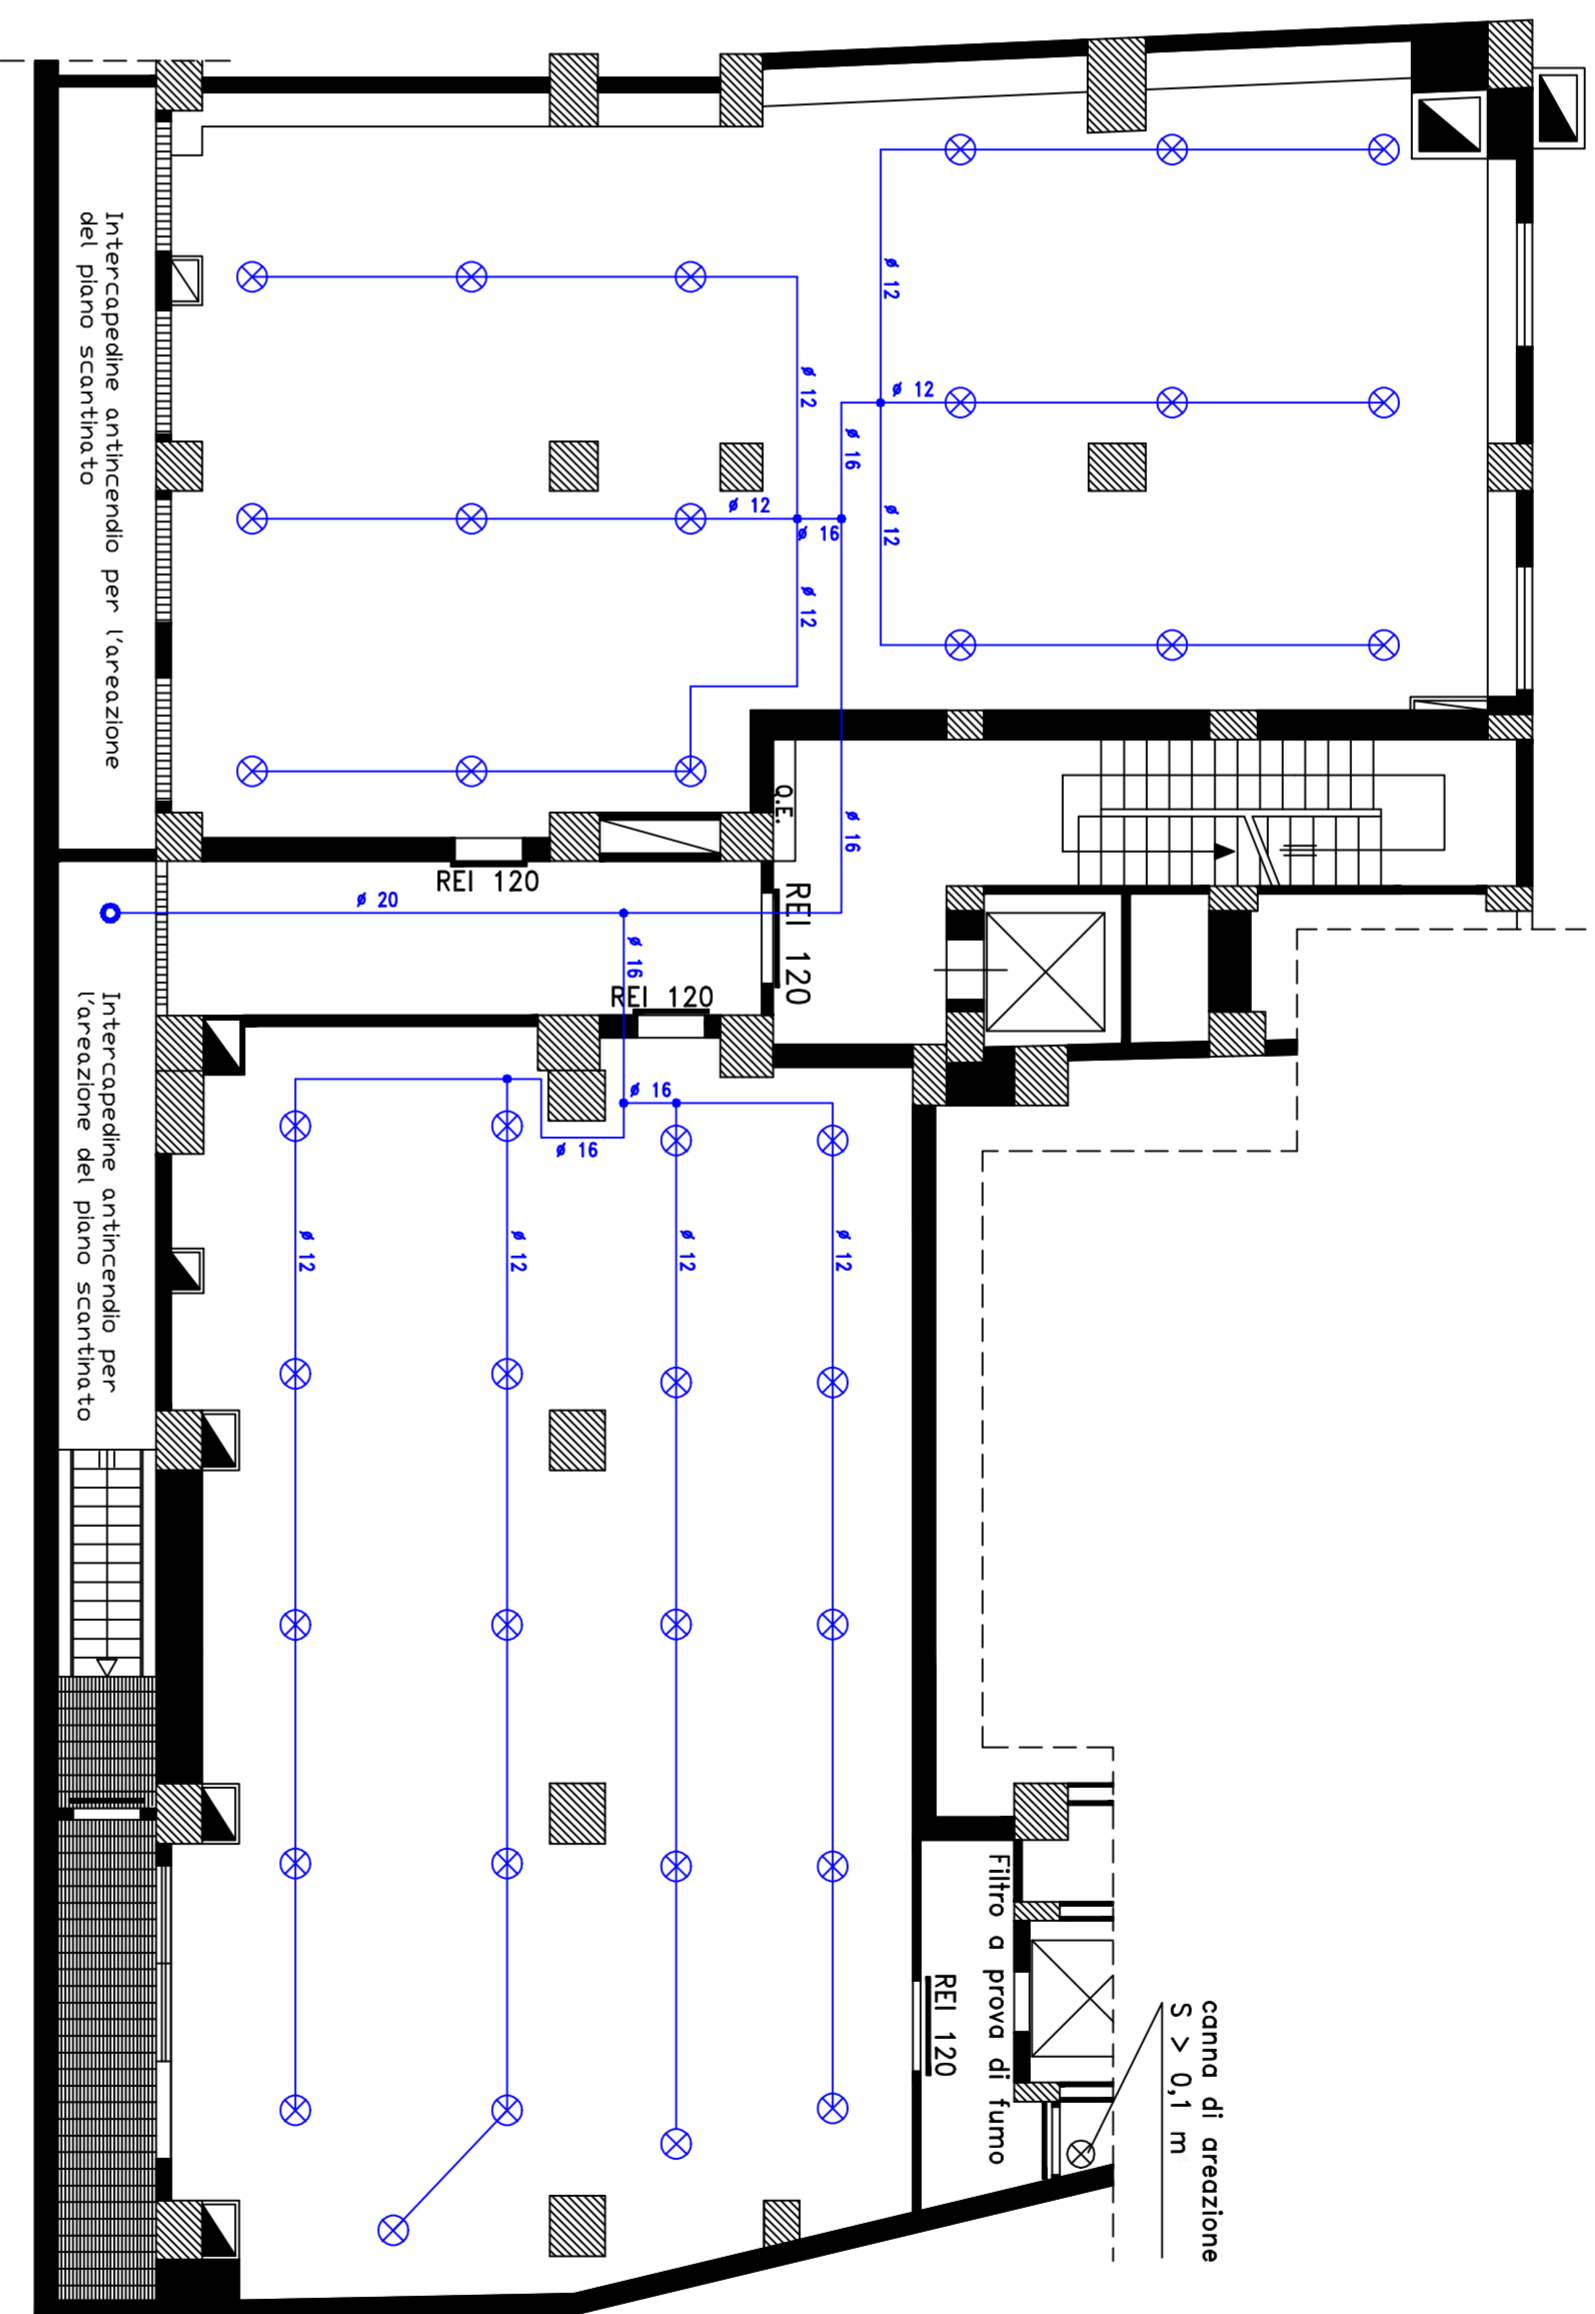 ø 12
ø 12
ø 12
ø 16
ø 12
ø 12
ø 16
ø 12
ø 12
Intercapedine antincendio per l'areazione
del piano scantinato
Q.E.
ø 16
REI 120
ø 20
REI 120
ø 16
REI 120
ø 16
ø 16
ø 12
ø 12
ø 12
ø 12
Intercapedine antincendio per
l'areazione del piano scantinato
Filtro a prova di fumo
REI 120
canna di areazione
S > 0,1 m